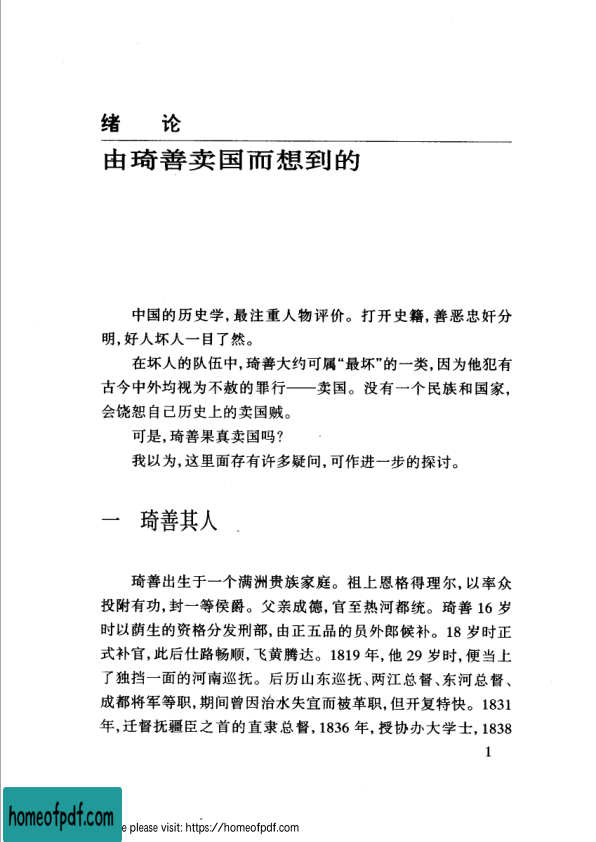 绪 论
由琦善卖国而想到的
中国的历史学,最注重人物评价。打开史籍,善恶忠奸分
明,好人坏人一目了然。
在坏人的队伍中,琦善大约可属“最坏”的一类,因为他犯有
古今中外均视为不赦的罪行——卖国。没有一个民族和国家,
会饶恕自己历史上的卖国贼。
可是,琦善果真卖国吗?
我以为,这里面存有许多疑问,可作进一步的探讨。
一 琦善其人
琦善出生于一个满洲贵族家庭。祖上恩格得理尔,以率众
投附有功,封一等侯爵。父亲成德,官至热河都统。琦善 16 岁
时以荫生的资格分发刑部,由正五品的员外郎候补。18 岁时正
式补官,此后仕路畅顺,飞黄腾达。1819 年,他 29 岁时,便当上
了独挡一面的河南巡抚。后历山东巡抚、两江总督、东河总督、
成都将军等职,期间曾因治水失宜而被革职,但开复特快。1831
年,迁督抚疆臣之首的直隶总督,1836 年,授协办大学士,1838
1
homeofpdf.com
please visit: https://homeofpdf.com